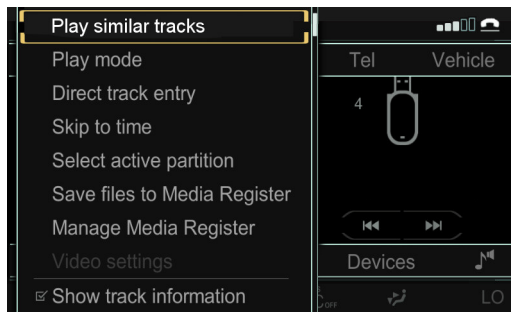 Play similar tracks
Play mode
Direct track entry
Skip to time
Select active partition
Save files to Media Register
Manage Media Register
Video settings
Show track information
Tel Vehicle
4
Devices
OFF
LO